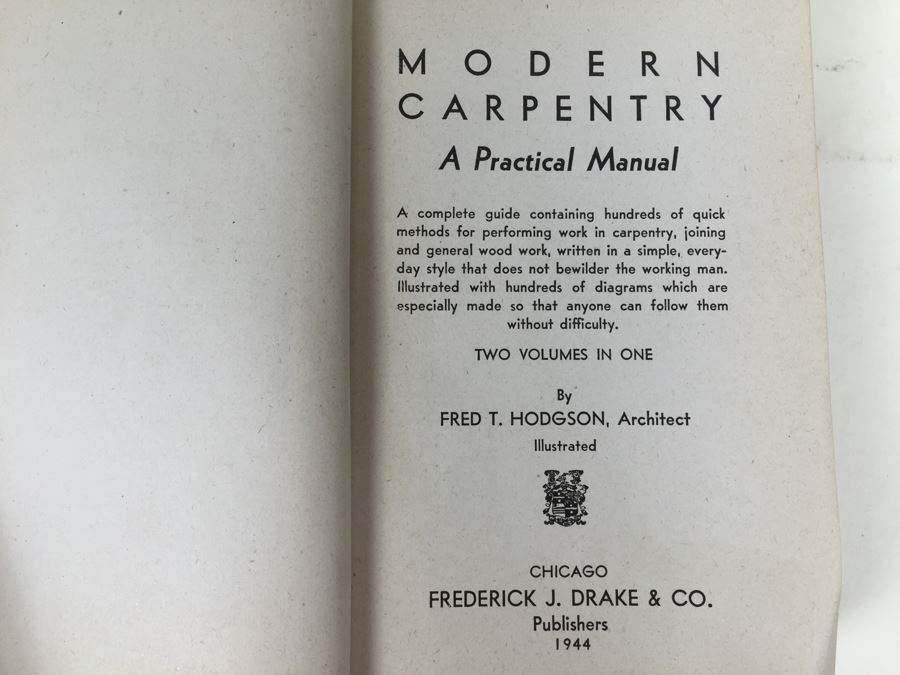 MODERN
CARPENTRY
A Practical Manual
A complete guide containing hundreds of quick
methods for performing work in carpentry, joining
and general wood work, written in a simple, every-
day style that does not bewilder the working man.
Illustrated with hundreds of diagrams which are
especially made so that anyone can follow them
without difficulty.
TWO VOLUMES IN ONE
By
FRED T. HODGSON, Architect
Illustrated
CHICAGO
FREDERICK J. DRAKE & CO.
Publishers
1944